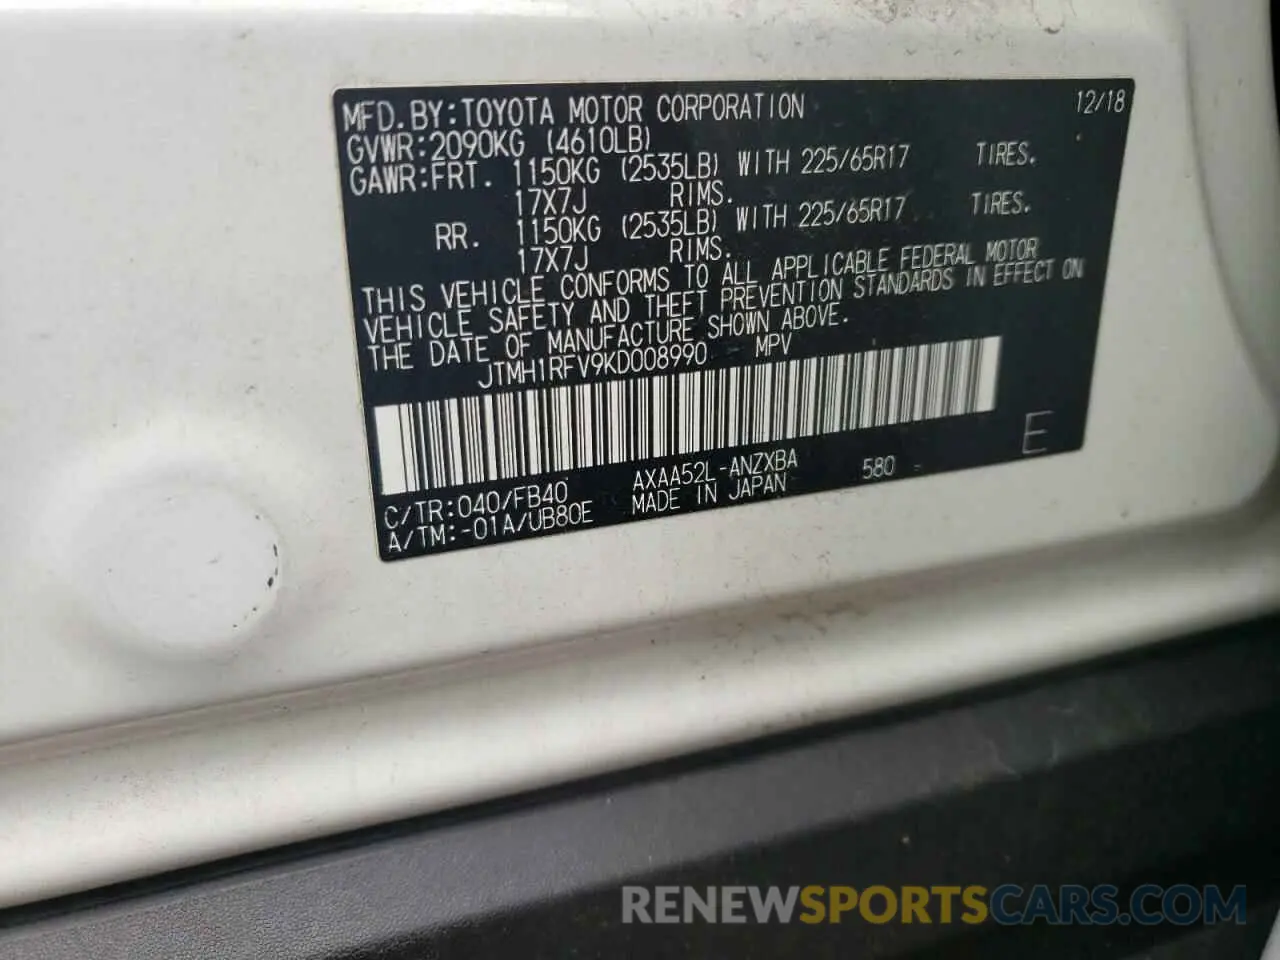 MFD.BY:TOYOTA MOTOR CORPORATION 12/18
GVWR:2090KG (4610LB)
GAWR:FRT. 1150KG (2535LB) WITH 225/65R17 TIRES.
17X7J RIMS.
RR. 1150KG (2535LB) WITH 225/65R17 TIRES.
17X7J RIMS.
THIS VEHICLE CONFORMS TO ALL APPLICABLE FEDERAL MOTOR
VEHICLE SAFETY AND THEFT PREVENTION STANDARDS IN EFFECT ON
THE DATE OF MANUFACTURE SHOWN ABOVE.
JTMH1RFV9KD008990 MPV
E
C/TR:040/FB40 AXAA52L-ANZXBA 580
A/TM:-01A/UB80E MADE IN JAPAN
RENEWSPORTSCARS.COM